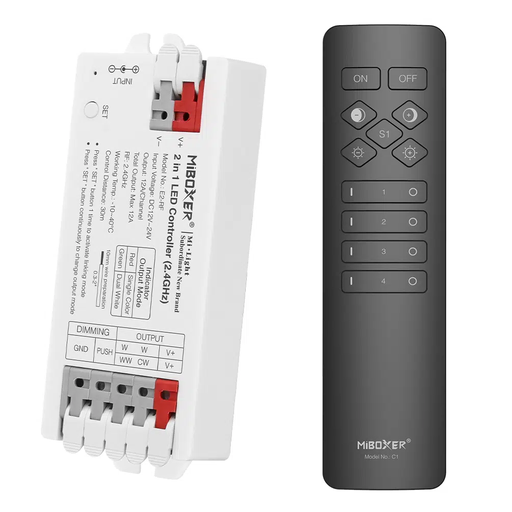 INPUT
SET
V- V+
MiBOXER®
Mi·Light
Subordinate New Brand
2 in 1 LED Controller (2.4GHz)
Model No.: E2-RF
Input Voltage: DC12V~24V
Output: 12A/Channel
Total Output: Max 12A
RF: 2.4GHz
Working Temp.: -10~40°C
Control Distance: 30m
• Press "SET" button 1 time to activate linking mode
• Press "SET" button continuously to change output mode
Indicator Output Mode
Red Single Color
Green Dual White
10mm wire preparation
DIMMING OUTPUT
GND PUSH W W V+
WW CW V+
ON OFF
S1
1
2
3
4
MiBOXER®
Model No.: C1